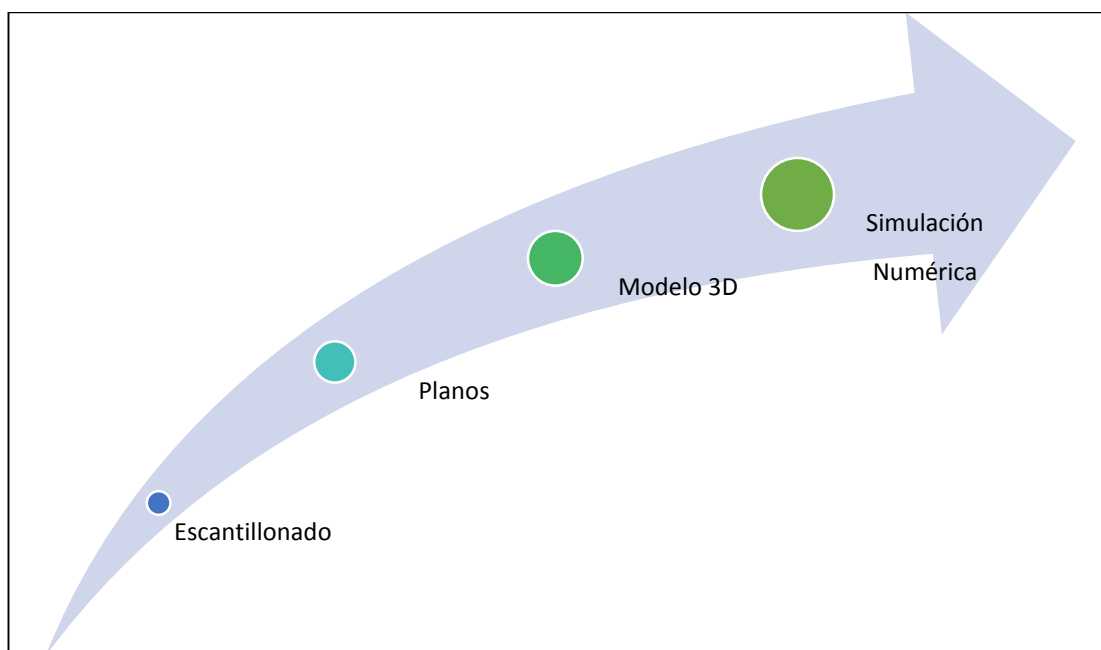 Escantillonado
Planos
Modelo 3D
Simulación
Numérica